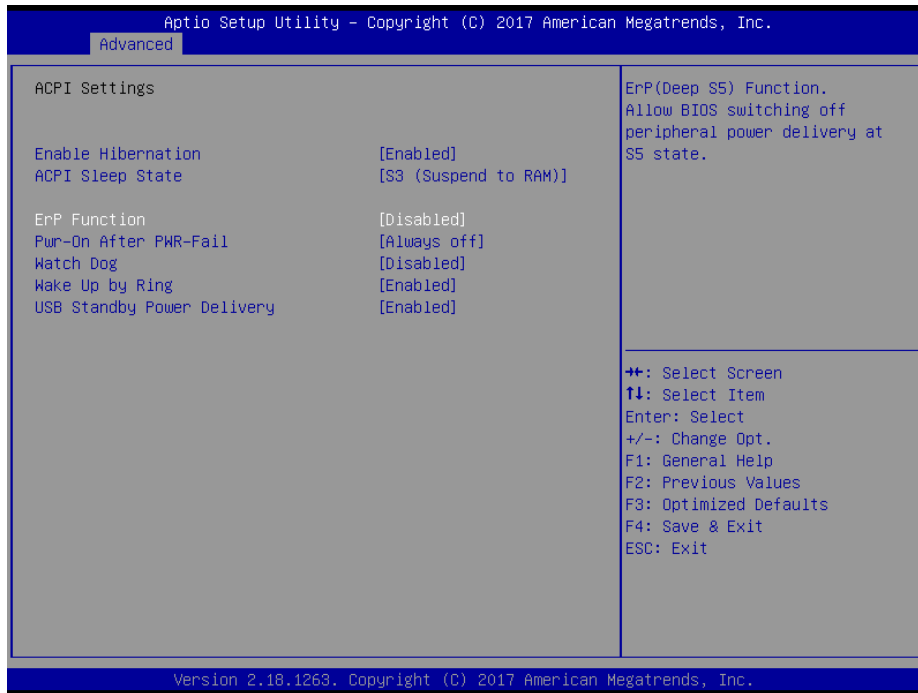 Aptio Setup Utility – Copyright (C) 2017 American Megatrends, Inc.
Advanced
ACPI Settings
Enable Hibernation [Enabled]
ACPI Sleep State [S3 (Suspend to RAM)]
ErP Function [Disabled]
Pwr-On After PWR-Fail [Always off]
Watch Dog [Disabled]
Wake Up by Ring [Enabled]
USB Standby Power Delivery [Enabled]
ErP(Deep S5) Function.
Allow BIOS switching off
peripheral power delivery at
S5 state.
→←: Select Screen
↑↓: Select Item
Enter: Select
+/-: Change Opt.
F1: General Help
F2: Previous Values
F3: Optimized Defaults
F4: Save & Exit
ESC: Exit
Version 2.18.1263. Copyright (C) 2017 American Megatrends, Inc.